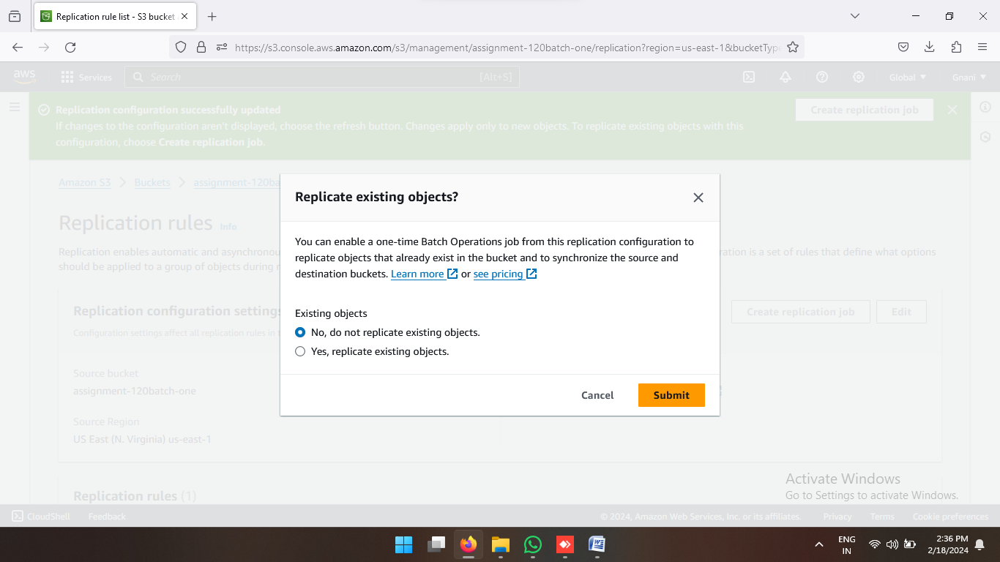 Replication rule list - S3 bucket
https://s3.console.aws.amazon.com/s3/management/assignment-120batch-one/replication?region=us-east-1&bucketType
aws
Services
Search
[Alt+S]
Global
Gnani
Replication configuration successfully updated
If changes to the configuration aren't displayed, choose the refresh button. Changes apply only to new objects. To replicate existing objects with this
configuration, choose Create replication job.
Create replication job
Amazon S3
Buckets
assignment-120ba
Replication rules
Info
Replication enables automatic and asynchronou
ration is a set of rules that define what options
should be applied to a group of objects during r
Replication configuration settings
Configuration settings affect all replication rules in t
Create replication job
Edit
Source bucket
assignment-120batch-one
Source Region
US East (N. Virginia) us-east-1
Replication rules (1)
Replicate existing objects?
You can enable a one-time Batch Operations job from this replication configuration to
replicate objects that already exist in the bucket and to synchronize the source and
destination buckets. Learn more or see pricing
Existing objects
No, do not replicate existing objects.
Yes, replicate existing objects.
Cancel
Submit
Activate Windows
Go to Settings to activate Windows.
CloudShell
Feedback
© 2024, Amazon Web Services, Inc. or its affiliates.
Privacy
Terms
Cookie preferences
ENG
IN
2:36 PM
2/18/2024